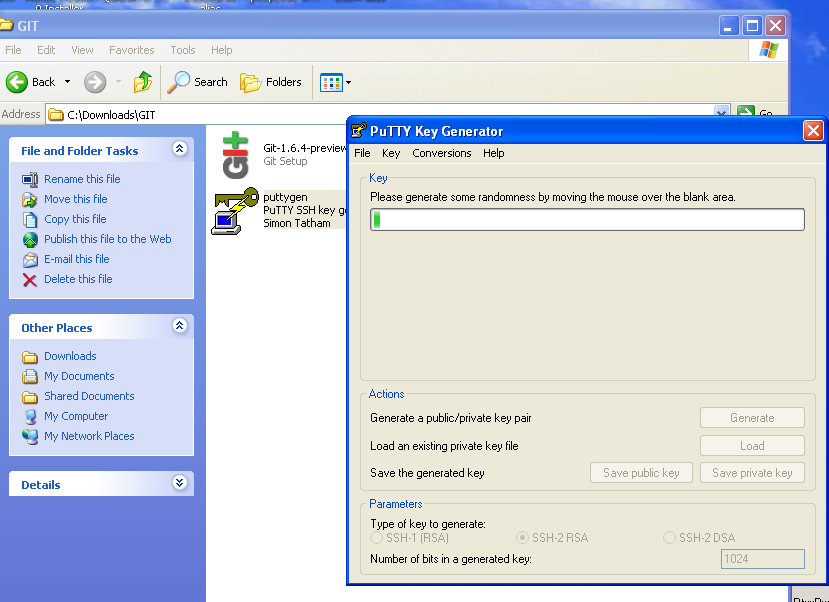 0 Installer
alias
GIT
File Edit View Favorites Tools Help
Back Search Folders
Address C:\Downloads\GIT Go
File and Folder Tasks
Rename this file
Move this file
Copy this file
Publish this file to the Web
E-mail this file
Delete this file
Other Places
Downloads
My Documents
Shared Documents
My Computer
My Network Places
Details
Git-1.6.4-preview
Git Setup
puttygen
PuTTY SSH key ge
Simon Tatham
PuTTY Key Generator
File Key Conversions Help
Key
Please generate some randomness by moving the mouse over the blank area.
Actions
Generate a public/private key pair Generate
Load an existing private key file Load
Save the generated key Save public key Save private key
Parameters
Type of key to generate:
SSH-1 (RSA) SSH-2 RSA SSH-2 DSA
Number of bits in a generated key: 1024